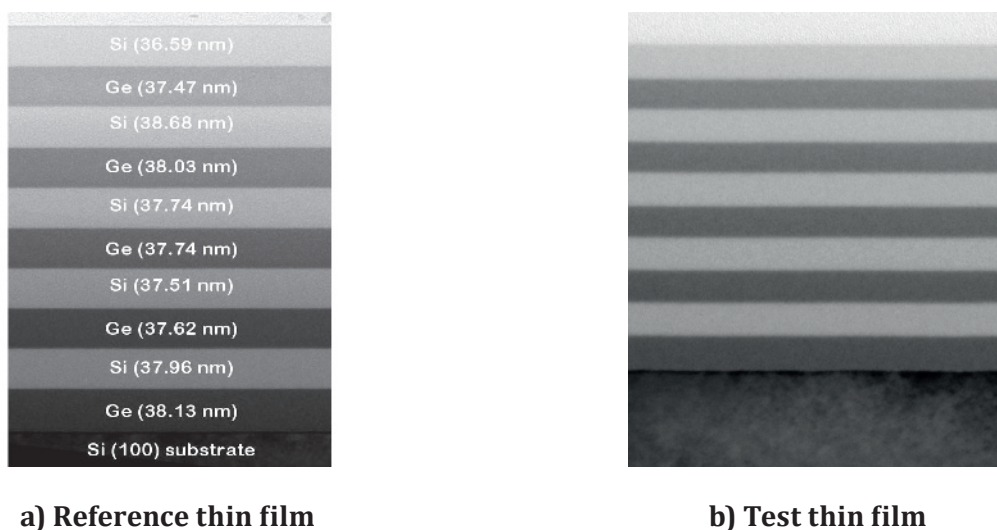 Si (36.59 nm)
Ge (37.47 nm)
Si (38.68 nm)
Ge (38.03 nm)
Si (37.74 nm)
Ge (37.74 nm)
Si (37.51 nm)
Ge (37.62 nm)
Si (37.96 nm)
Ge (38.13 nm)
Si (100) substrate
a) Reference thin film
b) Test thin film